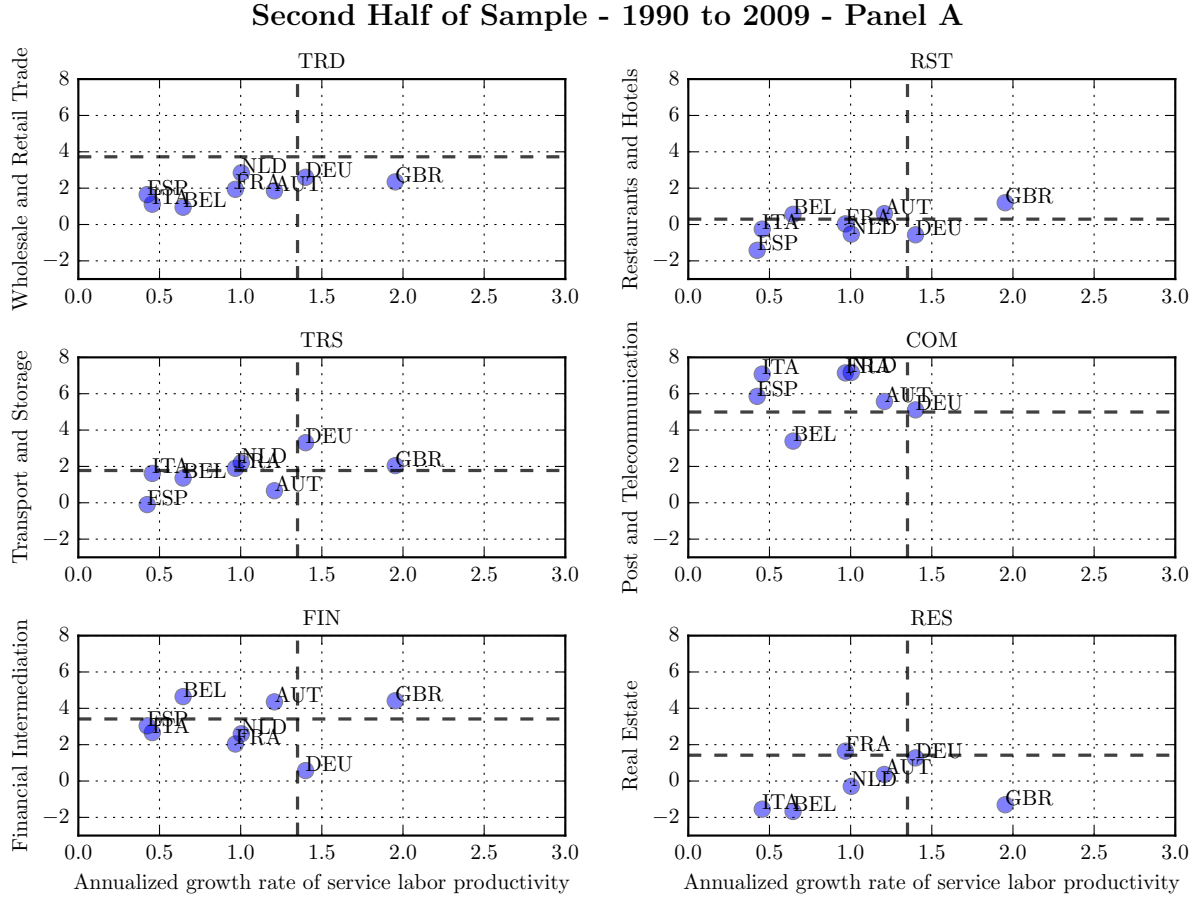 Second Half of Sample - 1990 to 2009 - Panel A
TRD
Wholesale and Retail Trade
8
6
4
2
0
−2
NLD
DEU
GBR
ESP
FRA
AUT
ITA
BEL
0.0 0.5 1.0 1.5 2.0 2.5 3.0
RST
Restaurants and Hotels
8
6
4
2
0
−2
GBR
BEL
AUT
ITA
FRA
NLD
DEU
ESP
0.0 0.5 1.0 1.5 2.0 2.5 3.0
TRS
Transport and Storage
8
6
4
2
0
−2
DEU
NLD
FRA
GBR
ITA
BEL
AUT
ESP
0.0 0.5 1.0 1.5 2.0 2.5 3.0
COM
Post and Telecommunication
8
6
4
2
0
−2
ITA
FRA
NLD
ESP
AUT
DEU
BEL
0.0 0.5 1.0 1.5 2.0 2.5 3.0
FIN
Financial Intermediation
8
6
4
2
0
−2
BEL
AUT
GBR
ESP
ITA
NLD
FRA
DEU
0.0 0.5 1.0 1.5 2.0 2.5 3.0
Annualized growth rate of service labor productivity
RES
Real Estate
8
6
4
2
0
−2
FRA
DEU
AUT
NLD
ITA
BEL
GBR
0.0 0.5 1.0 1.5 2.0 2.5 3.0
Annualized growth rate of service labor productivity